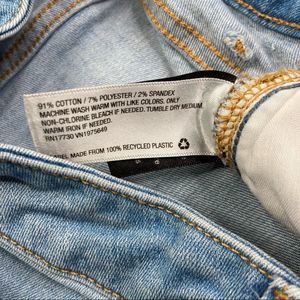 91% COTTON / 7% POLYESTER / 2% SPANDEX
MACHINE WASH WARM WITH LIKE COLORS. ONLY
NON-CHLORINE BLEACH IF NEEDED. TUMBLE DRY MEDIUM.
WARM IRON IF NEEDED.
RN17730 VN1975649
MADE FROM 100% RECYCLED PLASTIC